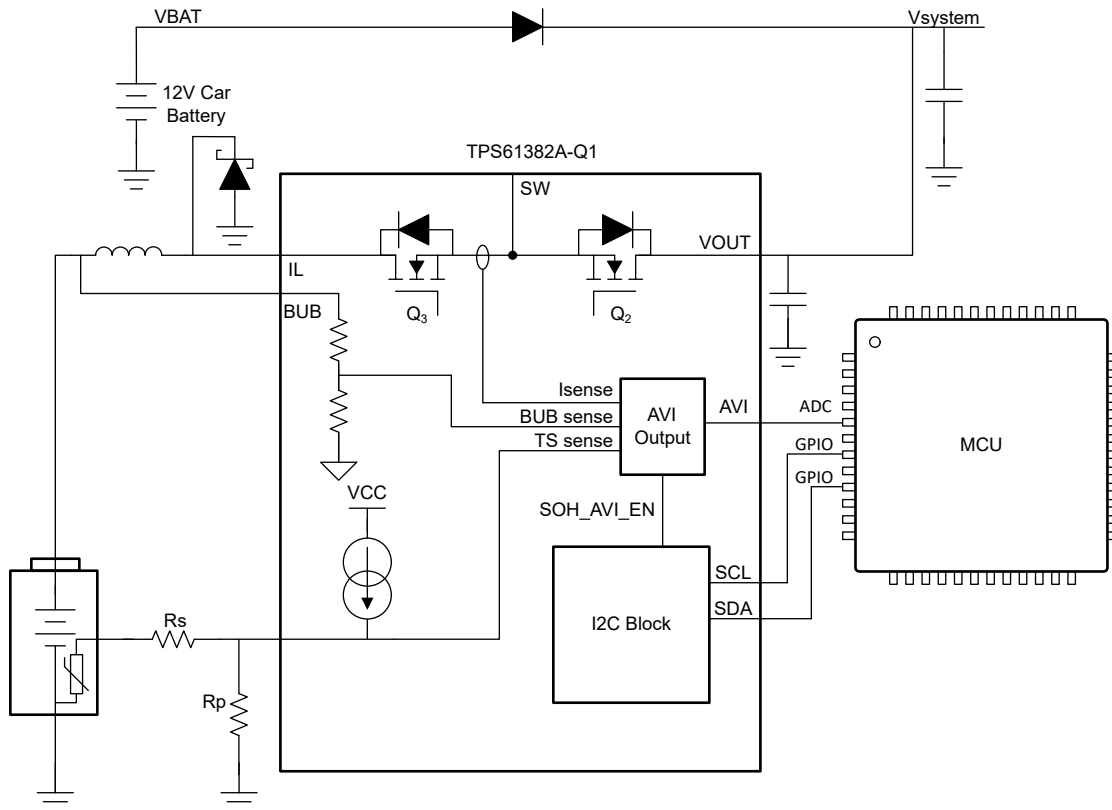 VBAT
Vsystem
12V Car
Battery
TPS61382A-Q1
SW
VOUT
IL
BUB
Q3
Q2
Isense
BUB sense
TS sense
AVI
Output
AVI
ADC
GPIO
GPIO
MCU
VCC
SOH_AVI_EN
I2C Block
SCL
SDA
Rs
Rp